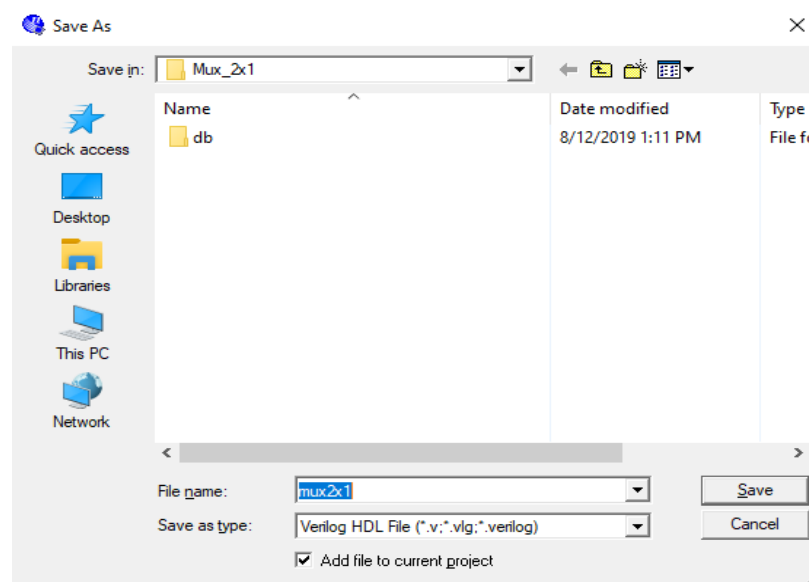 Save As
Save in: Mux_2x1
Name Date modified Type
db 8/12/2019 1:11 PM File f
Quick access
Desktop
Libraries
This PC
Network
File name: mux2x1 Save
Save as type: Verilog HDL File (*.v;*.vlg;*.verilog) Cancel
Add file to current project